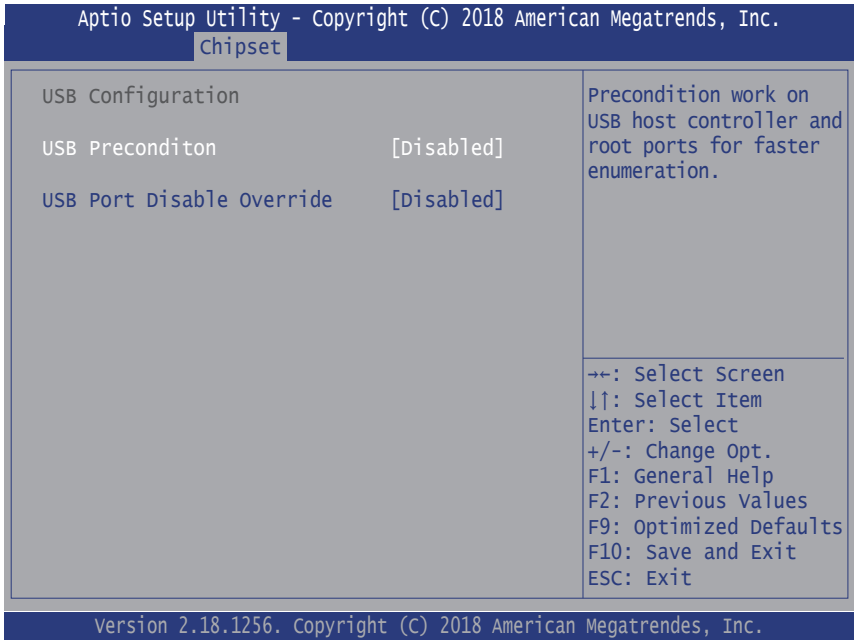 Aptio Setup Utility - Copyright (C) 2018 American Megatrends, Inc.
Chipset
USB Configuration
USB Preconditon [Disabled]
USB Port Disable Override [Disabled]
Precondition work on
USB host controller and
root ports for faster
enumeration.
→←: Select Screen
↓↑: Select Item
Enter: Select
+/-: Change Opt.
F1: General Help
F2: Previous Values
F9: Optimized Defaults
F10: Save and Exit
ESC: Exit
Version 2.18.1256. Copyright (C) 2018 American Megatrendes, Inc.